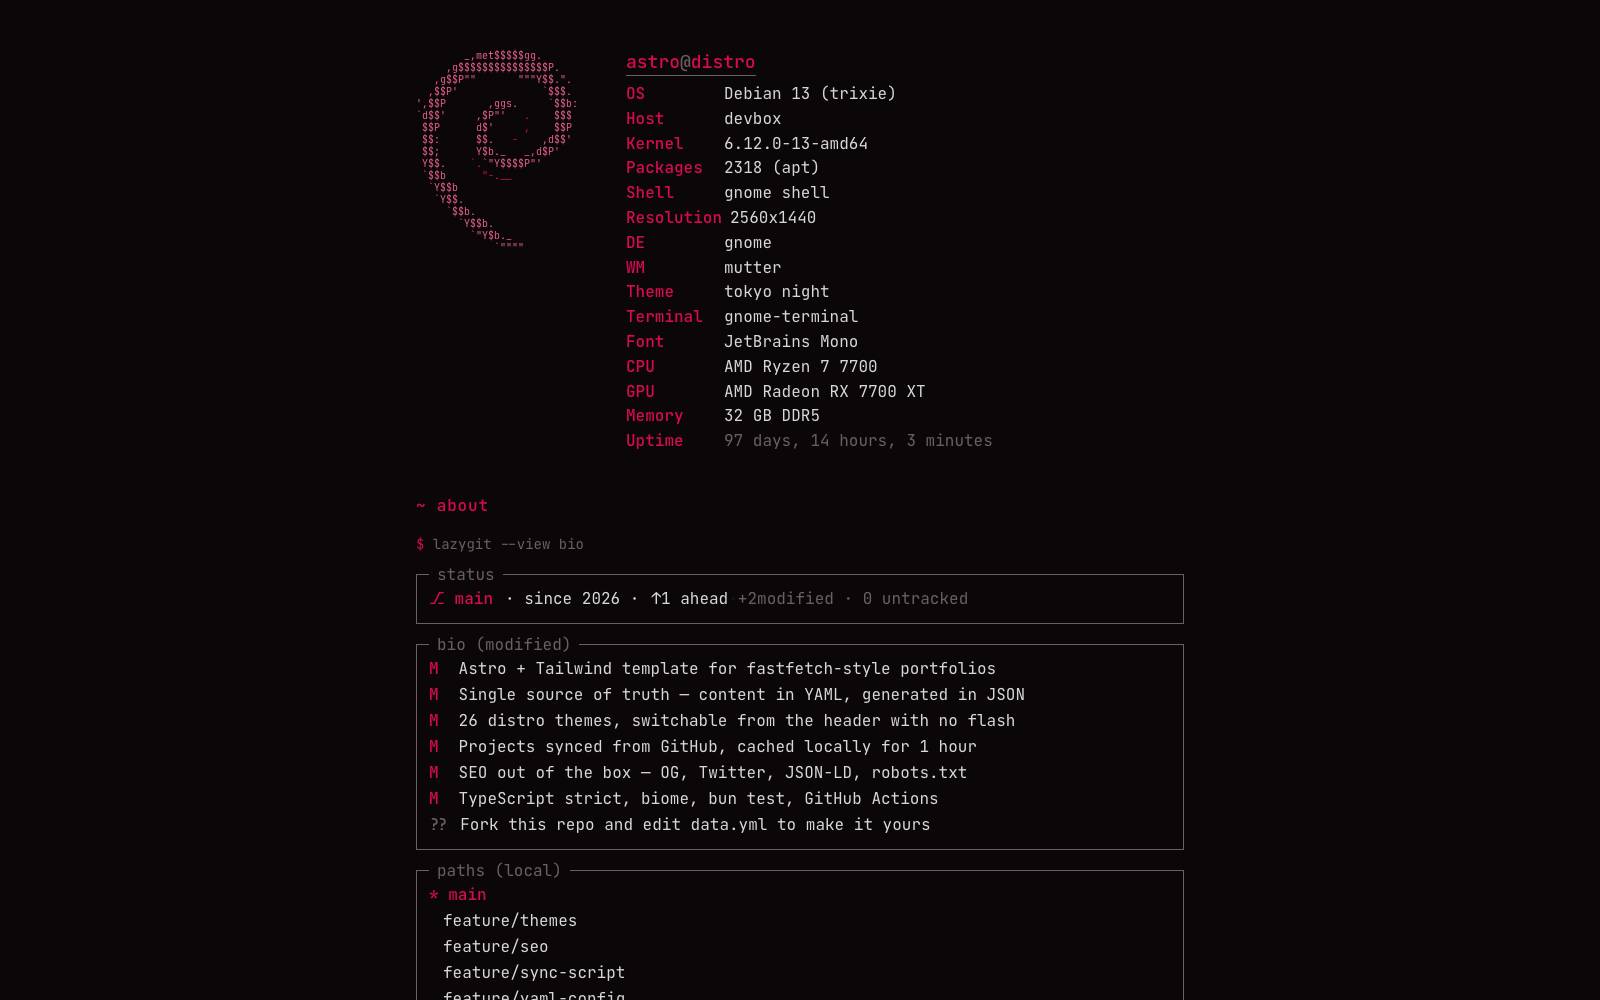 _,met$$$$$gg.
      ,g$$$$$$$$$$$$$$$P.
    ,g$$P""       """Y$$.".
   ,$$P'              `$$$.
',$$P       ,ggs.     `$$b:
`d$$'     ,$P"'   .    $$$
 $$P      d$'     ,    $$P
 $$:      $$.   -    ,d$$'
 $$;      Y$b._   _,d$P'
 Y$$.    `.`"Y$$$$P"'
 `$$b      "-.__
  `Y$$b
   `Y$$.
     `$$b.
       `Y$$b.
         `"Y$b._
             `""""
astro@distro
OS Debian 13 (trixie)
Host devbox
Kernel 6.12.0-13-amd64
Packages 2318 (apt)
Shell gnome shell
Resolution 2560x1440
DE gnome
WM mutter
Theme tokyo night
Terminal gnome-terminal
Font JetBrains Mono
CPU AMD Ryzen 7 7700
GPU AMD Radeon RX 7700 XT
Memory 32 GB DDR5
Uptime 97 days, 14 hours, 3 minutes
~ about
$ lazygit --view bio
status
⎇ main · since 2026 · ↑1 ahead +2modified · 0 untracked
bio (modified)
M Astro + Tailwind template for fastfetch-style portfolios
M Single source of truth — content in YAML, generated in JSON
M 26 distro themes, switchable from the header with no flash
M Projects synced from GitHub, cached locally for 1 hour
M SEO out of the box — OG, Twitter, JSON-LD, robots.txt
M TypeScript strict, biome, bun test, GitHub Actions
?? Fork this repo and edit data.yml to make it yours
paths (local)
* main
feature/themes
feature/seo
feature/sync-script
feature/yaml-config